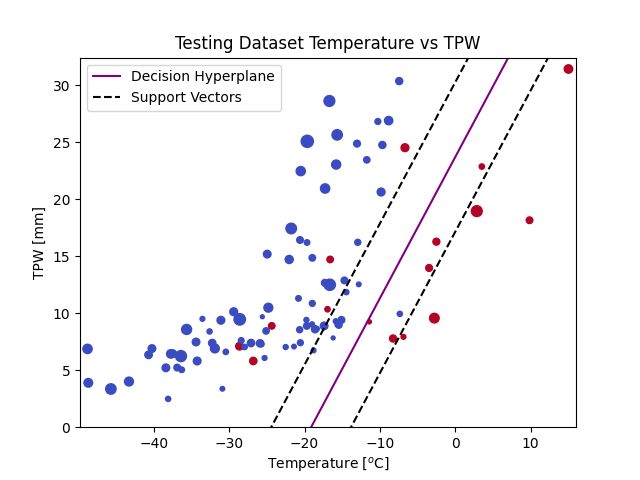 Testing Dataset Temperature vs TPW
Decision Hyperplane
Support Vectors
TPW [mm]
30
25
20
15
10
5
0
−40
−30
−20
−10
0
10
Temperature [°C]